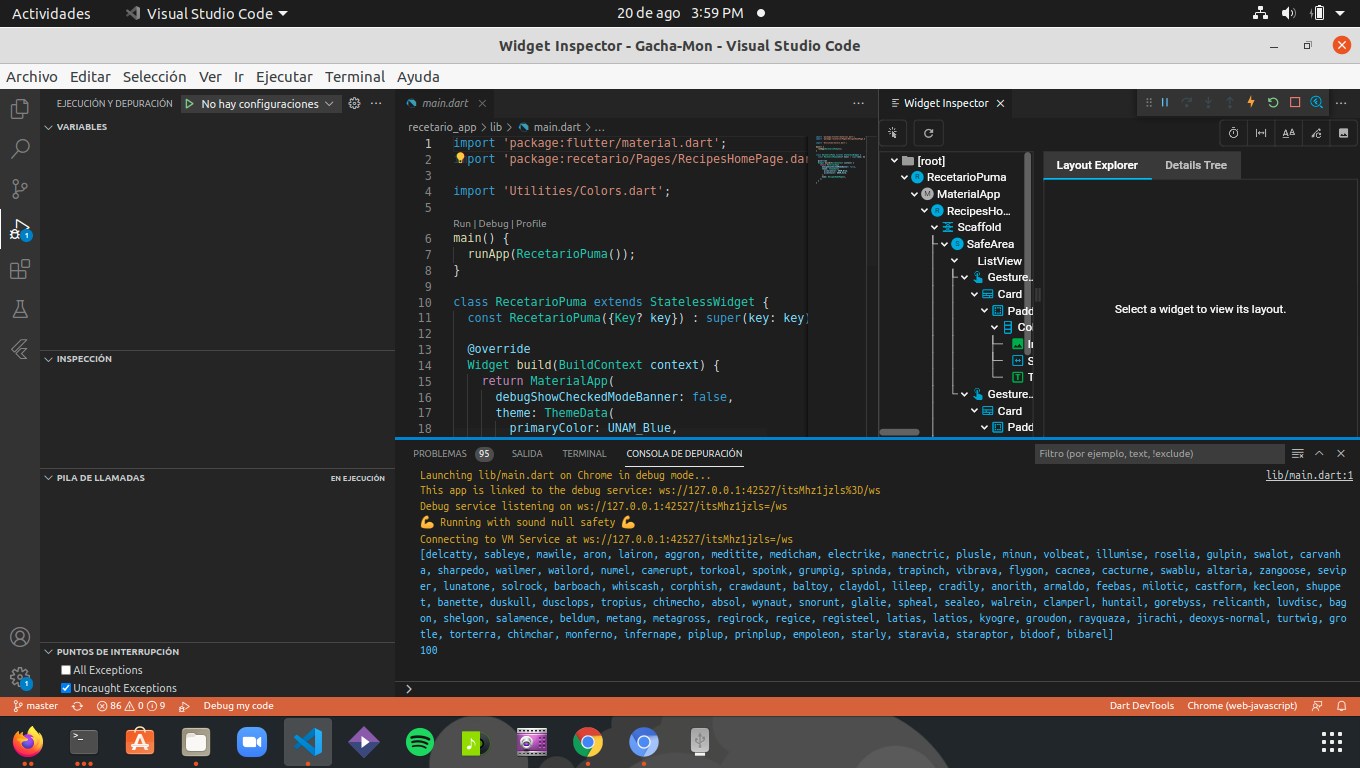 Actividades
Visual Studio Code
20 de ago 3:59 PM
Widget Inspector - Gacha-Mon - Visual Studio Code
Archivo Editar Selección Ver Ir Ejecutar Terminal Ayuda
EJECUCIÓN Y DEPURACIÓN
No hay configuraciones
VARIABLES
INSPECCIÓN
PILA DE LLAMADAS
EN EJECUCIÓN
PUNTOS DE INTERRUPCIÓN
All Exceptions
Uncaught Exceptions
1
1
main.dart
recetario_app > lib > main.dart > ...
1 import 'package:flutter/material.dart';
2 port 'package:recetario/Pages/RecipesHomePage.dar
3
4 import 'Utilities/Colors.dart';
5
Run | Debug | Profile
6 main() {
7 runApp(RecetarioPuma());
8 }
9
10 class RecetarioPuma extends StatelessWidget {
11 const RecetarioPuma({Key? key}) : super(key: key)
12
13 @override
14 Widget build(BuildContext context) {
15 return MaterialApp(
16 debugShowCheckedModeBanner: false,
17 theme: ThemeData(
18 primaryColor: UNAM_Blue,
Widget Inspector
[root]
RecetarioPuma
MaterialApp
RecipesHo...
Scaffold
SafeArea
ListView
Gesture...
Card
Padd
Col
I
S
T
Gesture...
Card
Padd
Layout Explorer
Details Tree
Select a widget to view its layout.
PROBLEMAS 95 SALIDA TERMINAL CONSOLA DE DEPURACIÓN
Filtro (por ejemplo, text, !exclude)
Launching lib/main.dart on Chrome in debug mode...
lib/main.dart:1
This app is linked to the debug service: ws://127.0.0.1:42527/itsMhz1jzls%3D/ws
Debug service listening on ws://127.0.0.1:42527/itsMhz1jzls=/ws
💪 Running with sound null safety 💪
Connecting to VM Service at ws://127.0.0.1:42527/itsMhz1jzls=/ws
[delcatty, sableye, mawile, aron, lairon, aggron, meditite, medicham, electrike, manectric, plusle, minun, volbeat, illumise, roselia, gulpin, swalot, carvanh
a, sharpedo, wailmer, wailord, numel, camerupt, torkoal, spoink, grumpig, spinda, trapinch, vibrava, flygon, cacnea, cacturne, swablu, altaria, zangoose, sevip
er, lunatone, solrock, barboach, whiscash, corphish, crawdaunt, baltoy, claydol, lileep, cradily, anorith, armaldo, feebas, milotic, castform, kecleon, shuppe
t, banette, duskull, dusclops, tropius, chimecho, absol, wynaut, snorunt, glalie, spheal, sealeo, walrein, clamperl, huntail, gorebyss, relicanth, luvdisc, bag
on, shelgon, salamence, beldum, metang, metagross, regirock, regice, registeel, latias, latios, kyogre, groudon, rayquaza, jirachi, deoxys-normal, turtwig, gro
tle, torterra, chimchar, monferno, infernape, piplup, prinplup, empoleon, starly, staravia, staraptor, bidoof, bibarel]
100
master
86 0 9
Debug my code
Dart DevTools
Chrome (web-javascript)